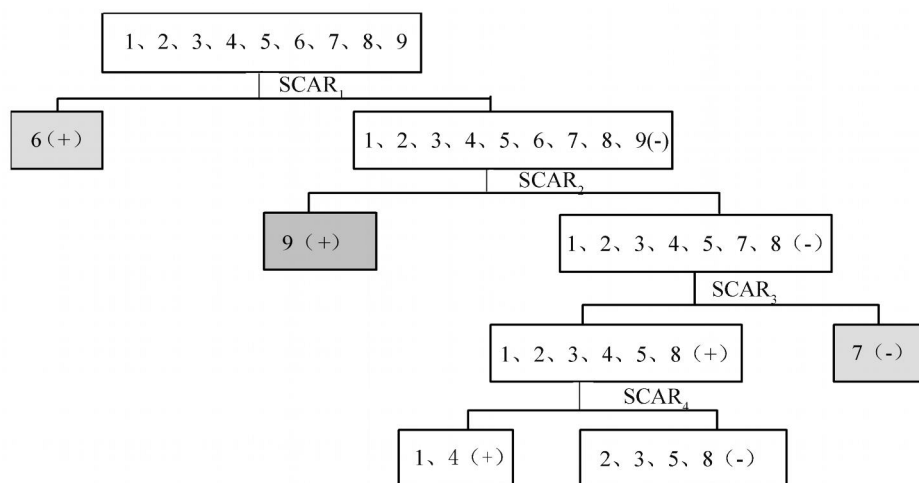 1、2、3、4、5、6、7、8、9
SCAR₁
6(+)
1、2、3、4、5、6、7、8、9(-)
SCAR₂
9(+)
1、2、3、4、5、7、8(-)
SCAR₃
1、2、3、4、5、8(+)
7(-)
SCAR₄
1、4(+)
2、3、5、8(-)